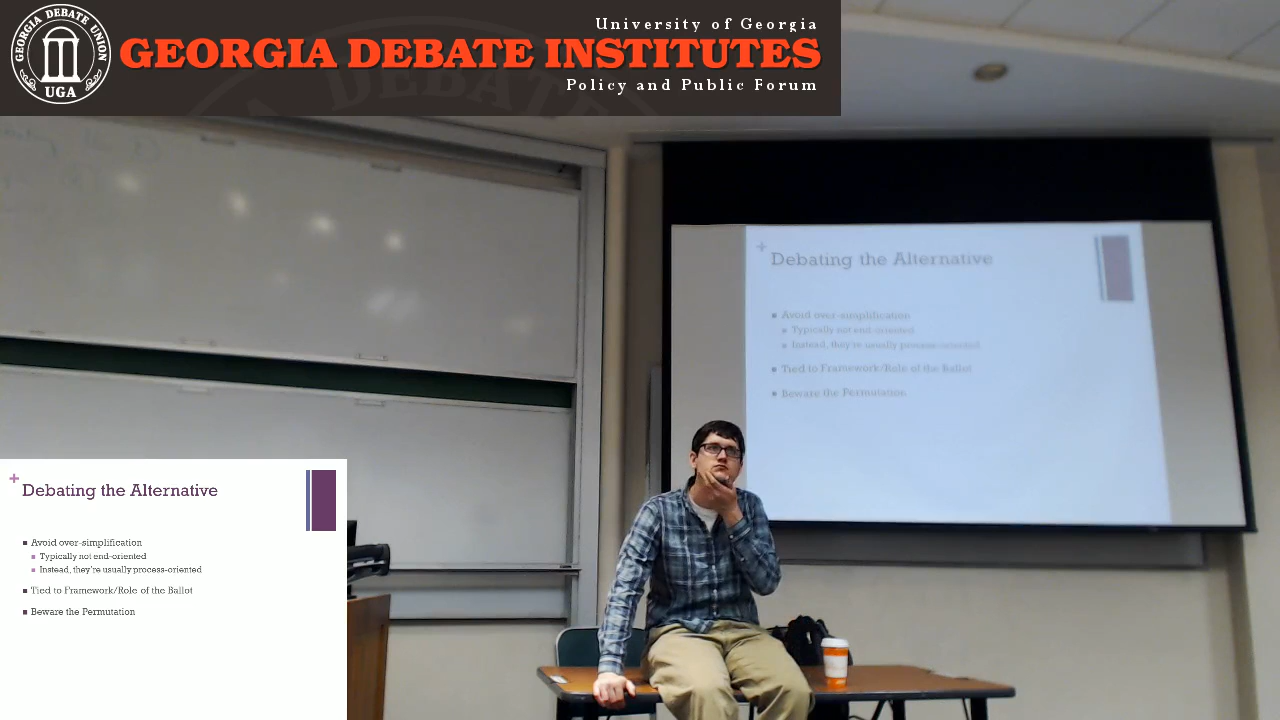 GEORGIA DEBATE UNION
UGA
University of Georgia
GEORGIA DEBATE INSTITUTES
Policy and Public Forum
+
Debating the Alternative
Avoid over-simplification
Typically not end-oriented
Instead, they're usually process-oriented
Tied to Framework/Role of the Ballot
Beware the Permutation
+
Debating the Alternative
Avoid over-simplification
Typically not end-oriented
Instead, they're usually process-oriented
Tied to Framework/Role of the Ballot
Beware the Permutation